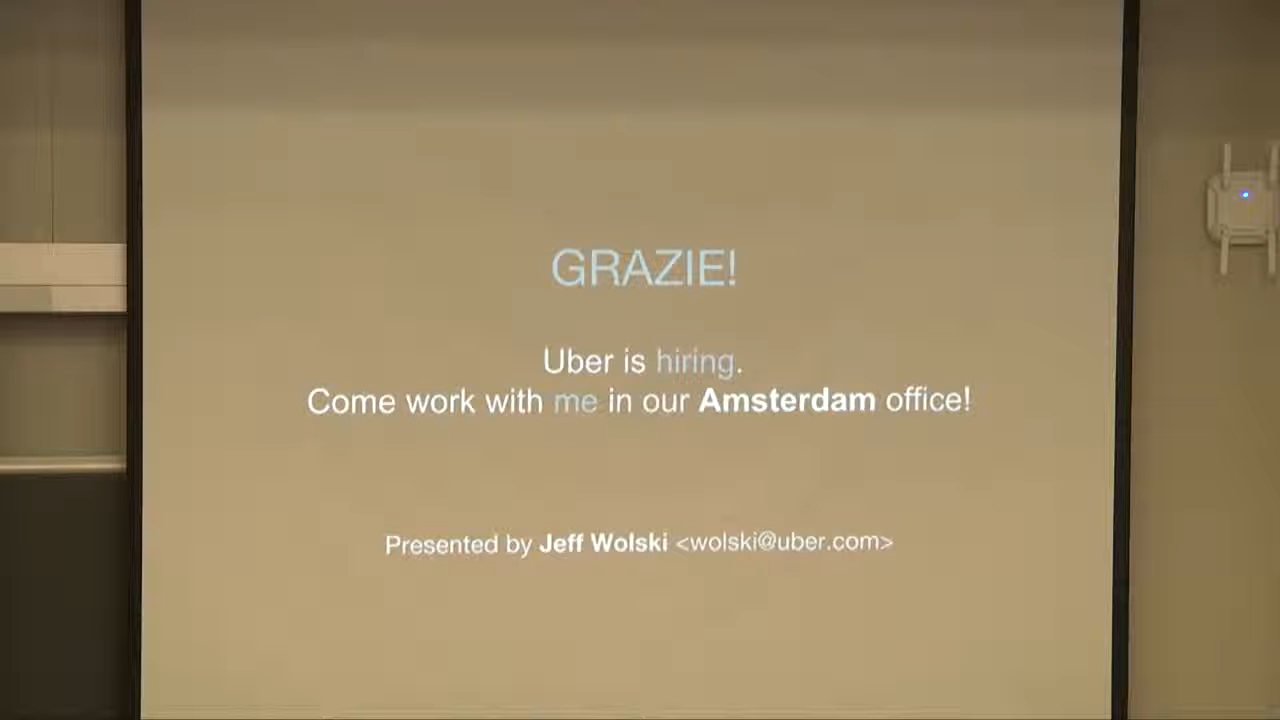 GRAZIE!
Uber is hiring.
Come work with me in our Amsterdam office!
Presented by Jeff Wolski <wolski@uber.com>